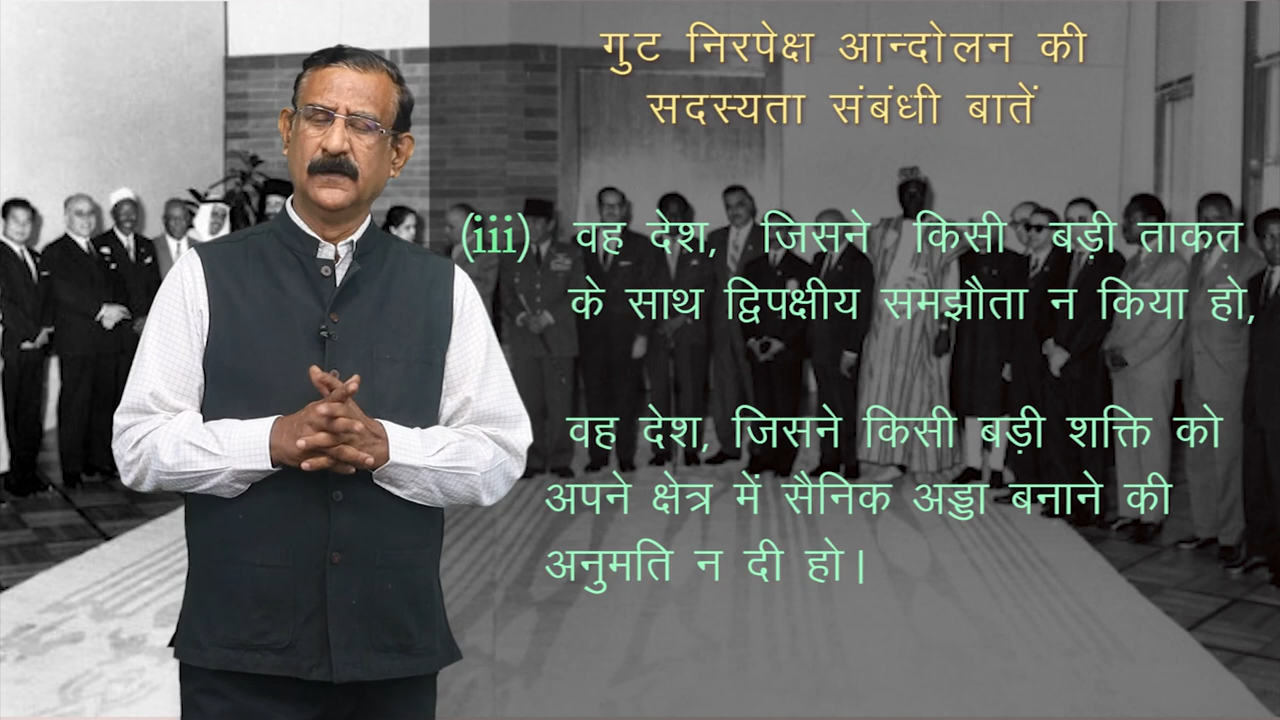 गुट निरपेक्ष आन्दोलन की
सदस्यता संबंधी बातें
(iii) वह देश, जिसने किसी बड़ी ताकत
के साथ द्विपक्षीय समझौता न किया हो,
वह देश, जिसने किसी बड़ी शक्ति को
अपने क्षेत्र में सैनिक अड्डा बनाने की
अनुमति न दी हो।